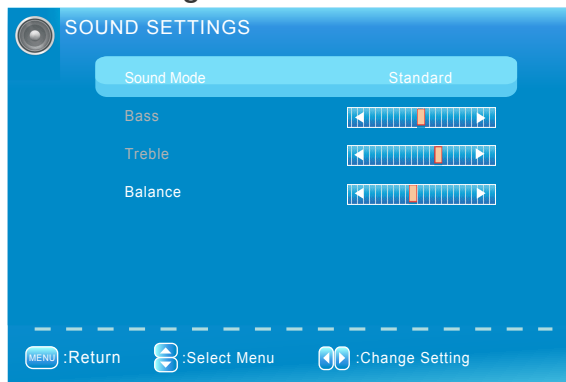 SOUND SETTINGS
Sound Mode Standard
Bass
Treble
Balance
MENU :Return :Select Menu :Change Setting